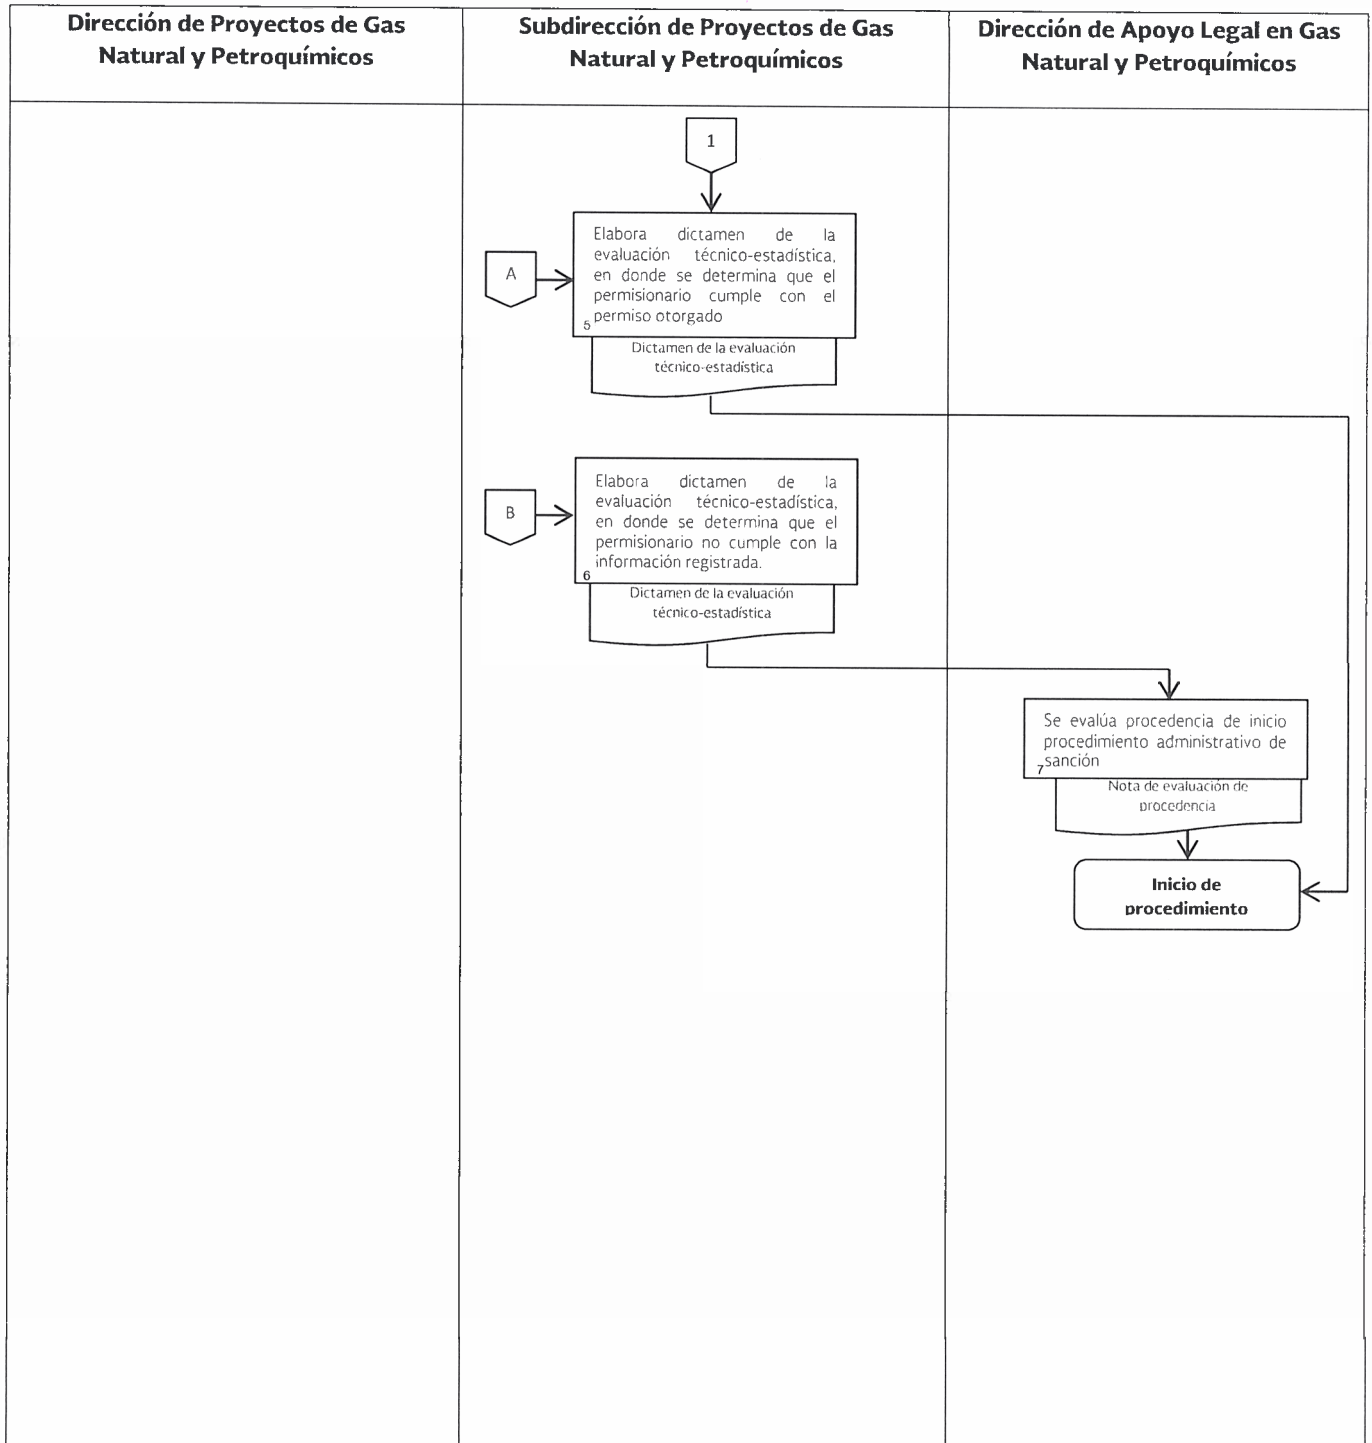 Dirección de Proyectos de Gas
Natural y Petroquímicos
Subdirección de Proyectos de Gas
Natural y Petroquímicos
Dirección de Apoyo Legal en Gas
Natural y Petroquímicos
1
A
Elabora dictamen de la
evaluación técnico-estadística,
en donde se determina que el
permisionario cumple con el
permiso otorgado
5
Dictamen de la evaluación
técnico-estadística
B
Elabora dictamen de la
evaluación técnico-estadística,
en donde se determina que el
permisionario no cumple con la
información registrada.
6
Dictamen de la evaluación
técnico-estadística
Se evalúa procedencia de inicio
procedimiento administrativo de
sanción
7
Nota de evaluación de
procedencia
Inicio de
procedimiento